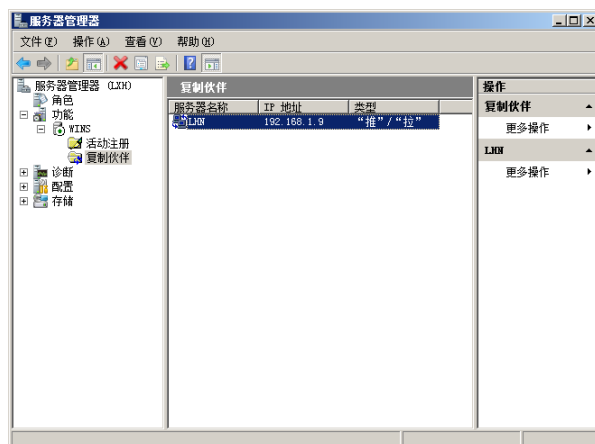 服务器管理器
文件(F) 操作(A) 查看(V) 帮助(H)
服务器管理器 (LXH)
角色
功能
WINS
活动注册
复制伙伴
诊断
配置
存储
复制伙伴
服务器名称 IP 地址 类型
LHN 192.168.1.9 “推”/“拉”
操作
复制伙伴
更多操作
LHN
更多操作